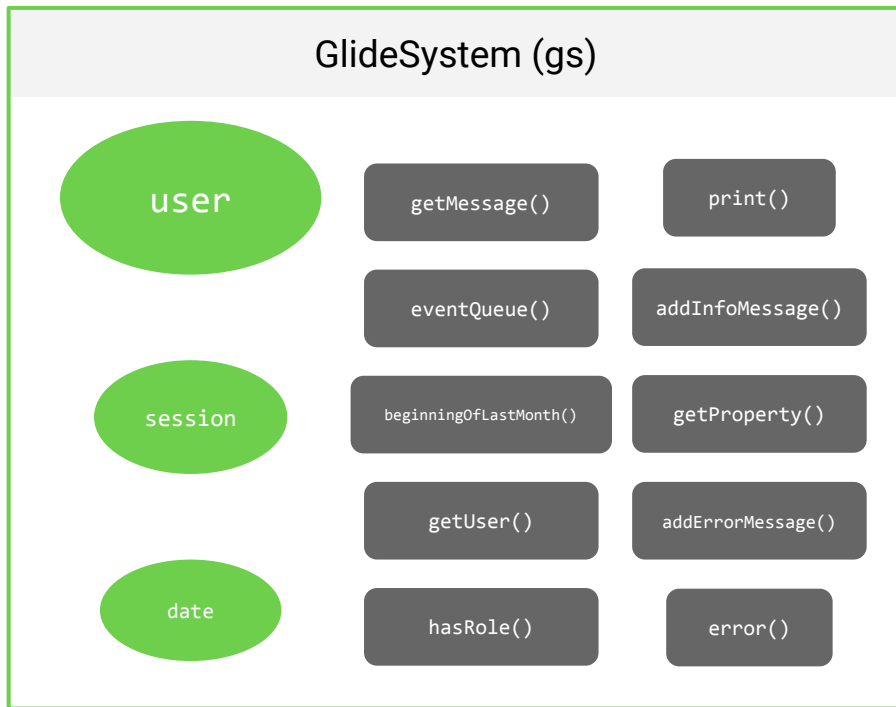 GlideSystem (gs)
user
getMessage()
print()
eventQueue()
addInfoMessage()
session
beginningOfLastMonth()
getProperty()
getUser()
addErrorMessage()
date
hasRole()
error()